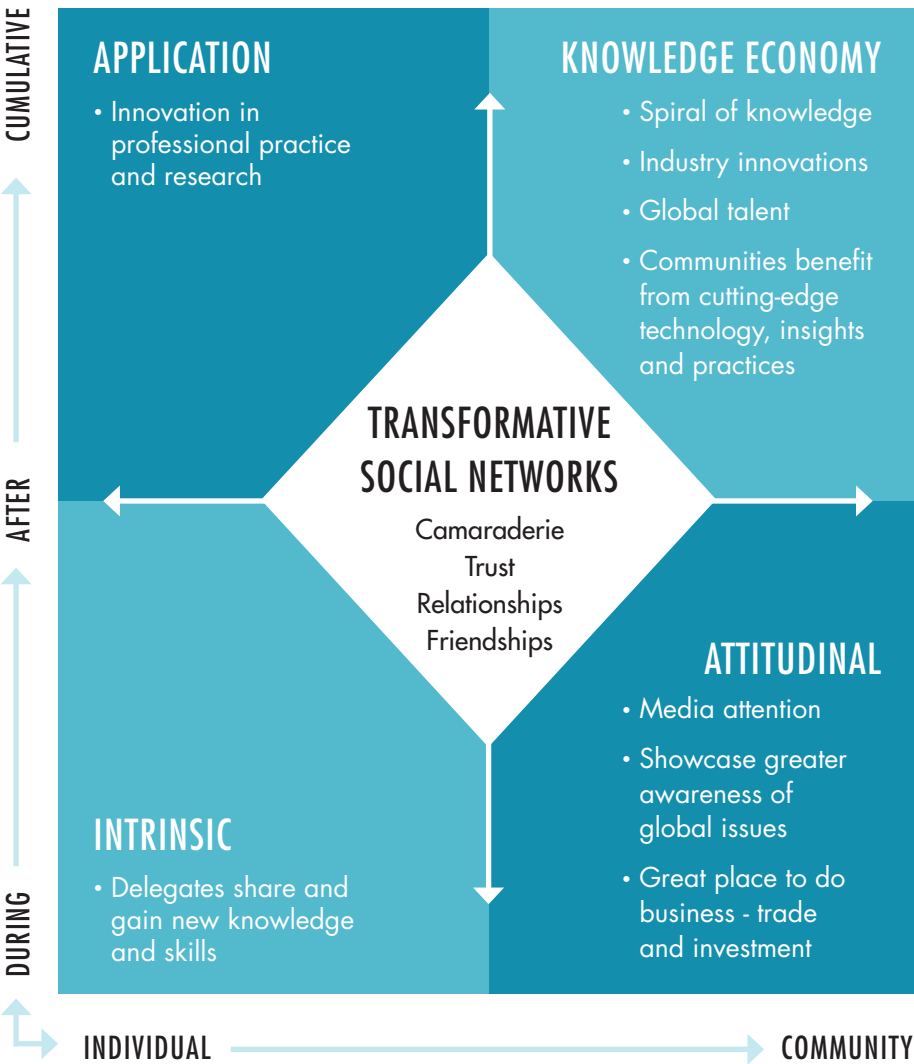 CUMULATIVE
AFTER
DURING
APPLICATION
• Innovation in
professional practice
and research
KNOWLEDGE ECONOMY
• Spiral of knowledge
• Industry innovations
• Global talent
• Communities benefit
from cutting-edge
technology, insights
and practices
TRANSFORMATIVE
SOCIAL NETWORKS
Camaraderie
Trust
Relationships
Friendships
INTRINSIC
• Delegates share and
gain new knowledge
and skills
ATTITUDINAL
• Media attention
• Showcase greater
awareness of
global issues
• Great place to do
business - trade
and investment
INDIVIDUAL
COMMUNITY